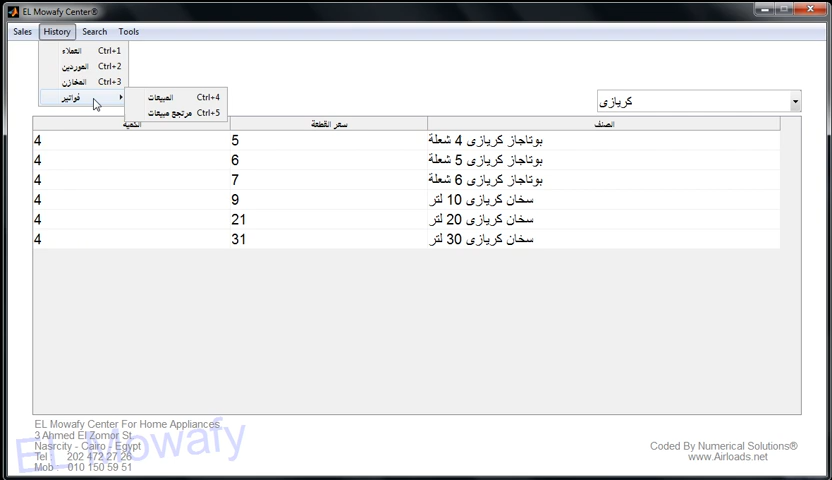 EL Mowafy Center®
Sales History Search Tools
العملاء Ctrl+1
الموردين Ctrl+2
المخازن Ctrl+3
فواتير
المبيعات Ctrl+4
مرتجع مبيعات Ctrl+5
كريازى
الكمية سعر القطعة الصنف
4 5 بوتاجاز كريازى 4 شعلة
4 6 بوتاجاز كريازى 5 شعلة
4 7 بوتاجاز كريازى 6 شعلة
4 9 سخان كريازى 10 لتر
4 21 سخان كريازى 20 لتر
4 31 سخان كريازى 30 لتر
EL Mowafy Center For Home Appliances.
3 Ahmed El Zomor St.
Nasrcity - Cairo - Egypt
Tel : 202 472 27 26
Mob : 010 150 59 51
EL Mowafy
Coded By Numerical Solutions®
www.Airloads.net